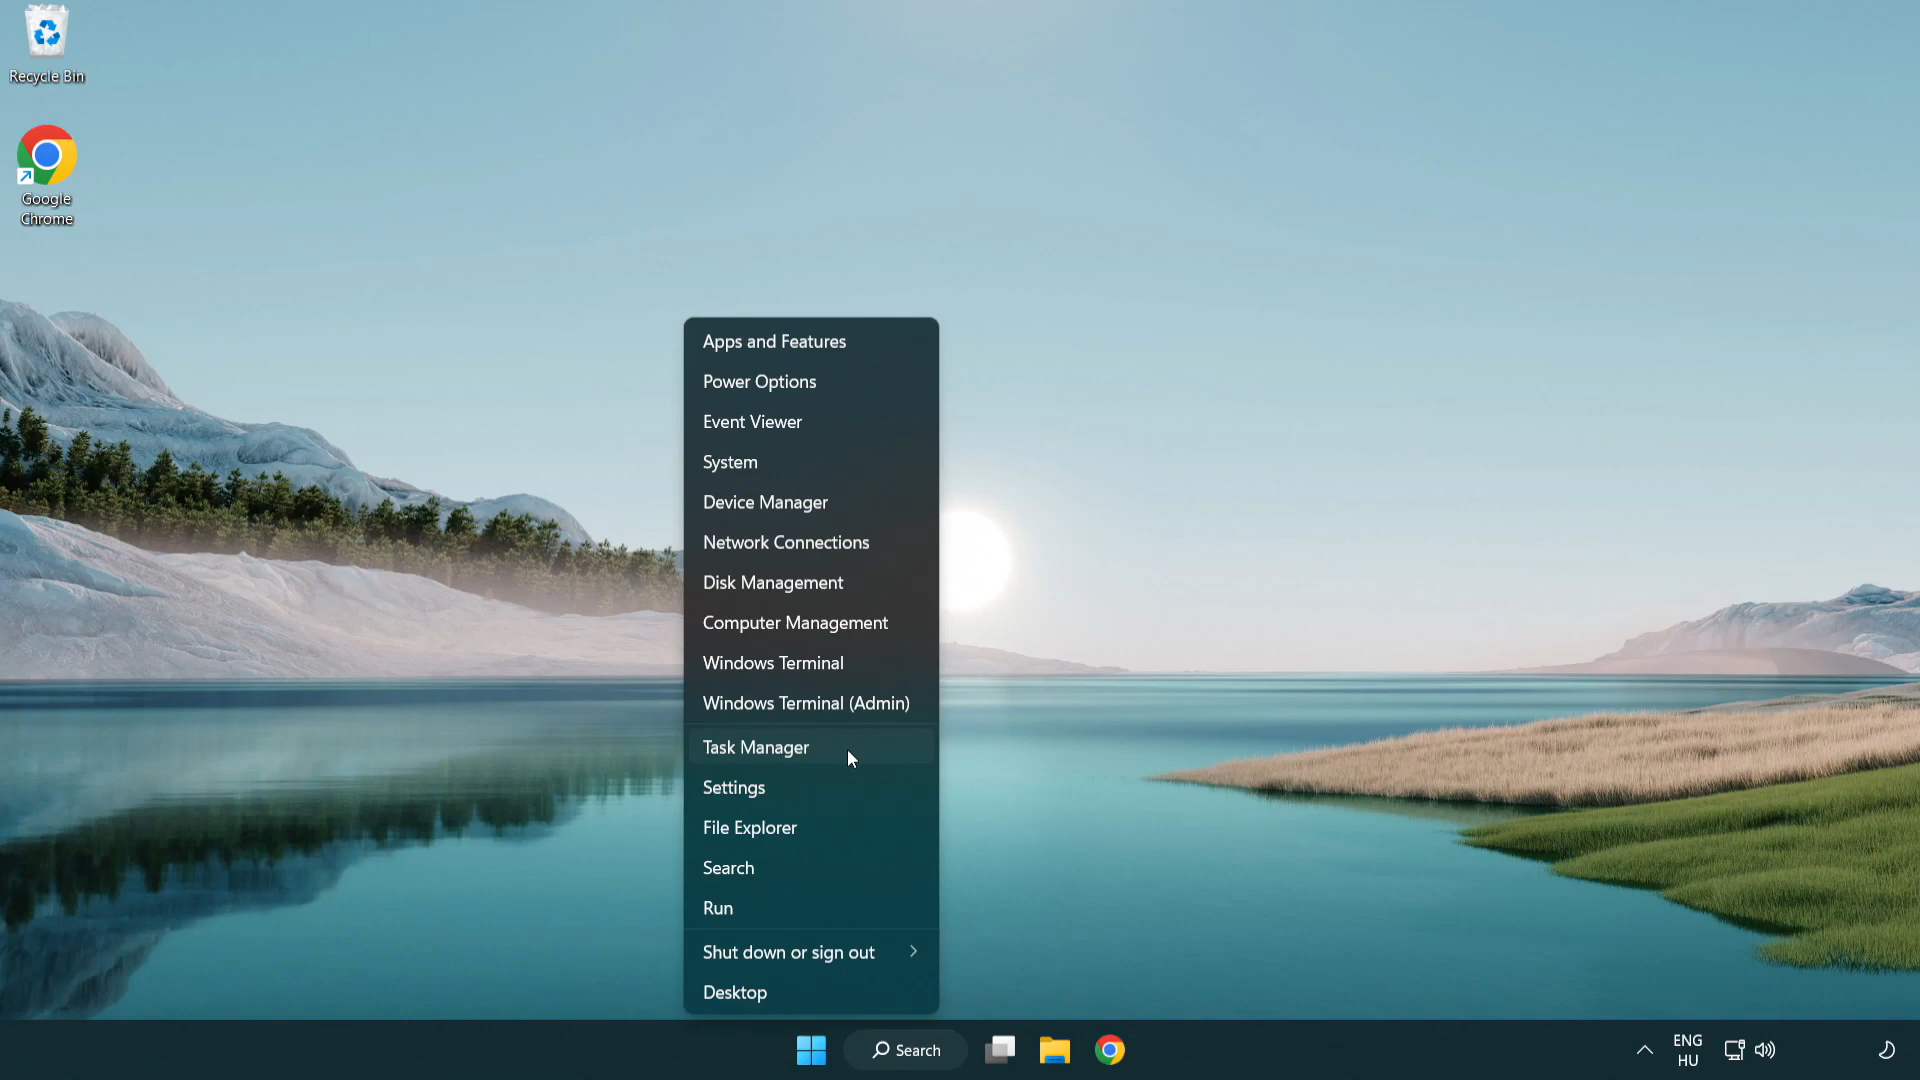 Recycle Bin
Google
Chrome
Apps and Features
Power Options
Event Viewer
System
Device Manager
Network Connections
Disk Management
Computer Management
Windows Terminal
Windows Terminal (Admin)
Task Manager
Settings
File Explorer
Search
Run
Shut down or sign out
Desktop
Search
ENG
HU